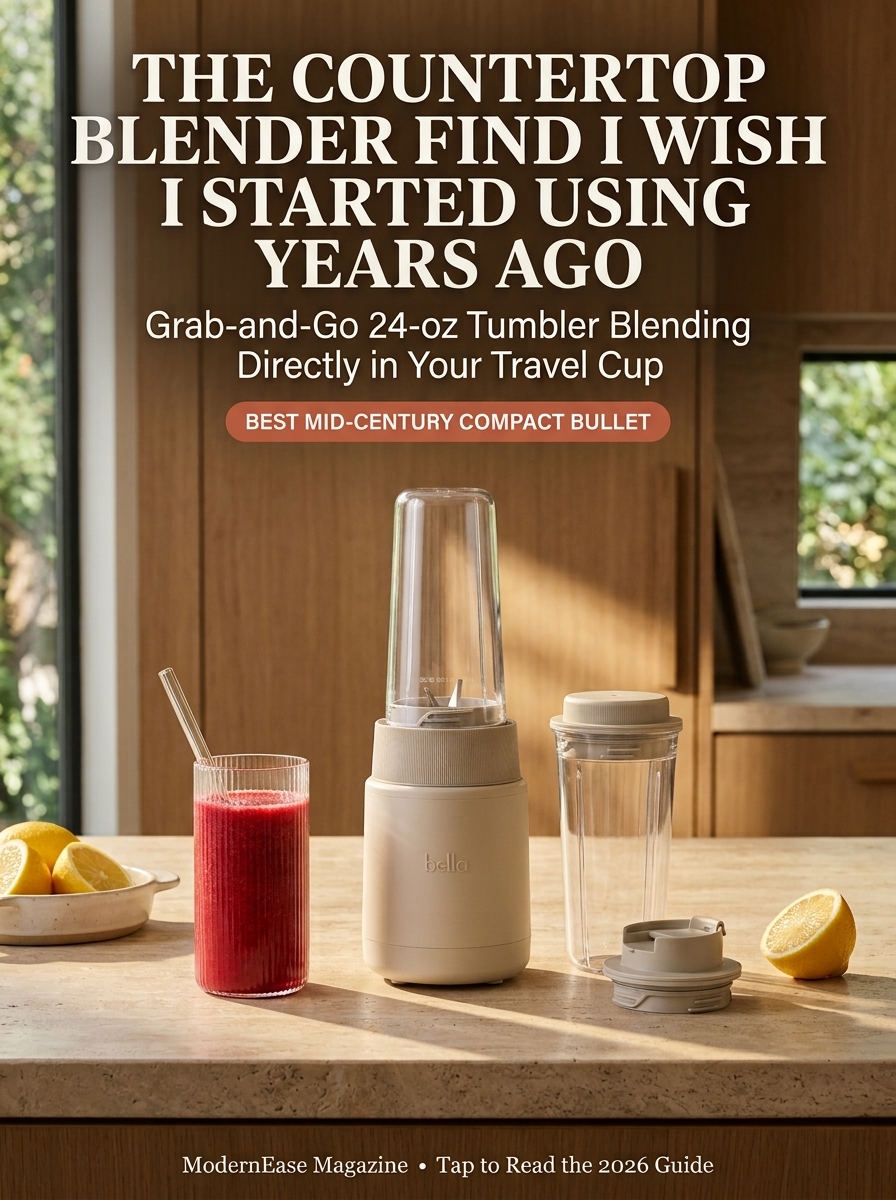 THE COUNTERTOP
BLENDER FIND I WISH
I STARTED USING
YEARS AGO
Grab-and-Go 24-oz Tumbler Blending
Directly in Your Travel Cup
BEST MID-CENTURY COMPACT BULLET
bella
ModernEase Magazine • Tap to Read the 2026 Guide